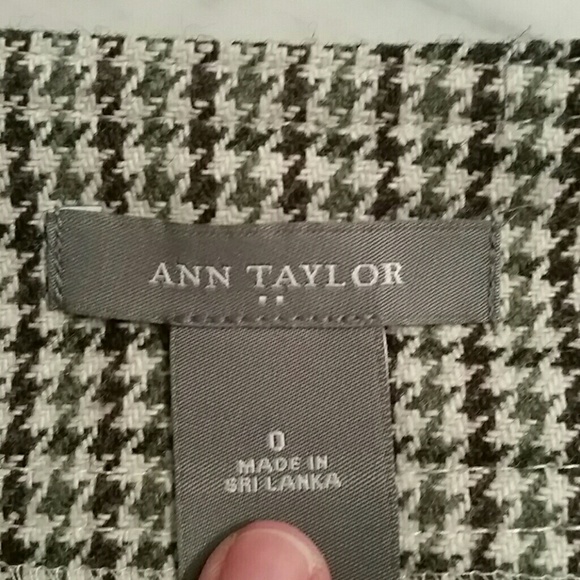 ANN TAYLOR
0
MADE IN
SRI LANKA